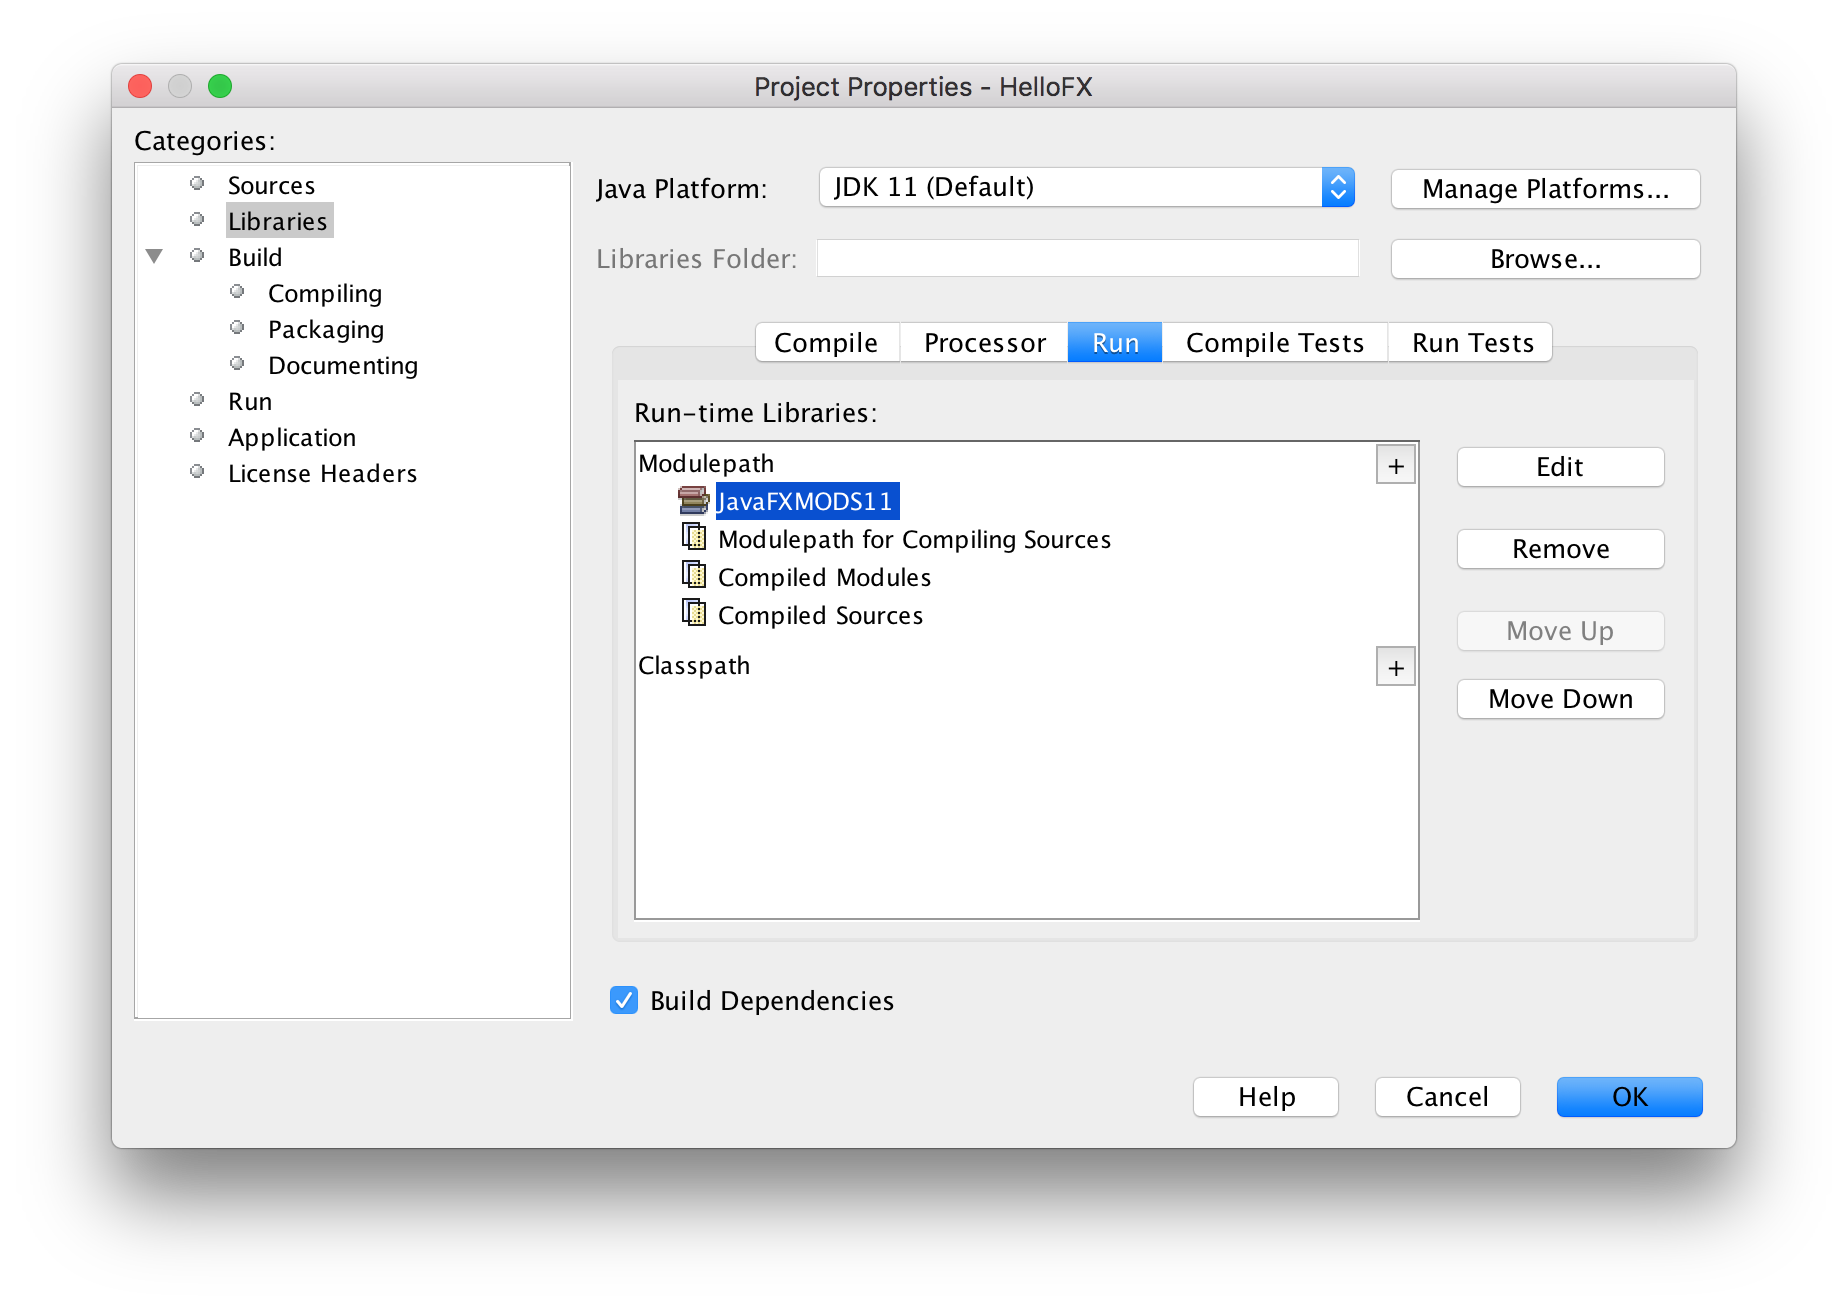 Project Properties - HelloFX
Categories:
Sources
Libraries
Build
Compiling
Packaging
Documenting
Run
Application
License Headers
Java Platform:
JDK 11 (Default)
Manage Platforms...
Libraries Folder:
Browse...
Compile
Processor
Run
Compile Tests
Run Tests
Run-time Libraries:
Modulepath
+
JavaFXMODS11
Modulepath for Compiling Sources
Compiled Modules
Compiled Sources
Classpath
+
Edit
Remove
Move Up
Move Down
Build Dependencies
Help
Cancel
OK